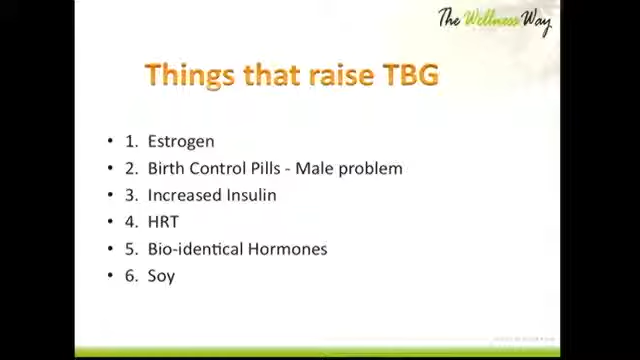 The Wellness Way
Things that raise TBG
• 1. Estrogen
• 2. Birth Control Pills - Male problem
• 3. Increased Insulin
• 4. HRT
• 5. Bio-identical Hormones
• 6. Soy